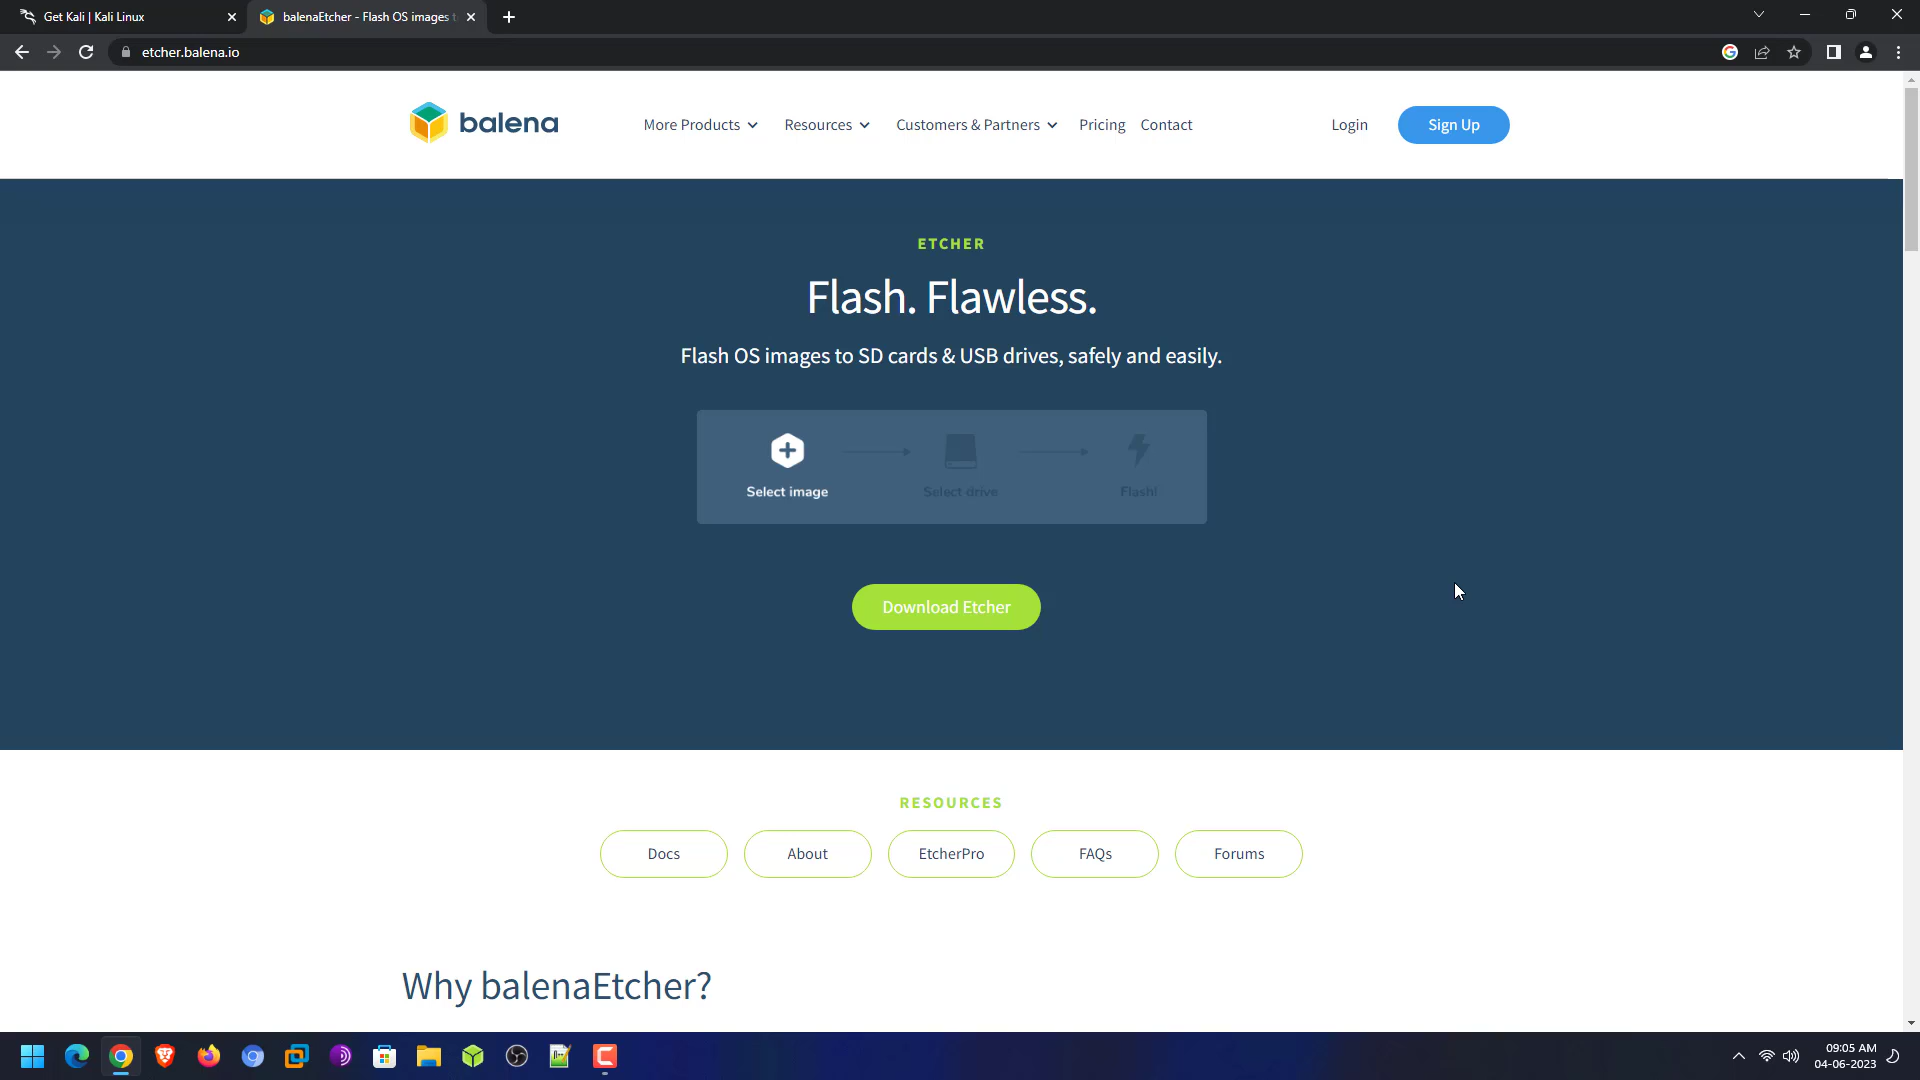 Get Kali | Kali Linux
balenaEtcher - Flash OS images t
etcher.balena.io
balena
More Products
Resources
Customers & Partners
Pricing
Contact
Login
Sign Up
ETCHER
Flash. Flawless.
Flash OS images to SD cards & USB drives, safely and easily.
Select image
Select drive
Flash!
Download Etcher
RESOURCES
Docs
About
EtcherPro
FAQs
Forums
Why balenaEtcher?
09:05 AM
04-06-2023